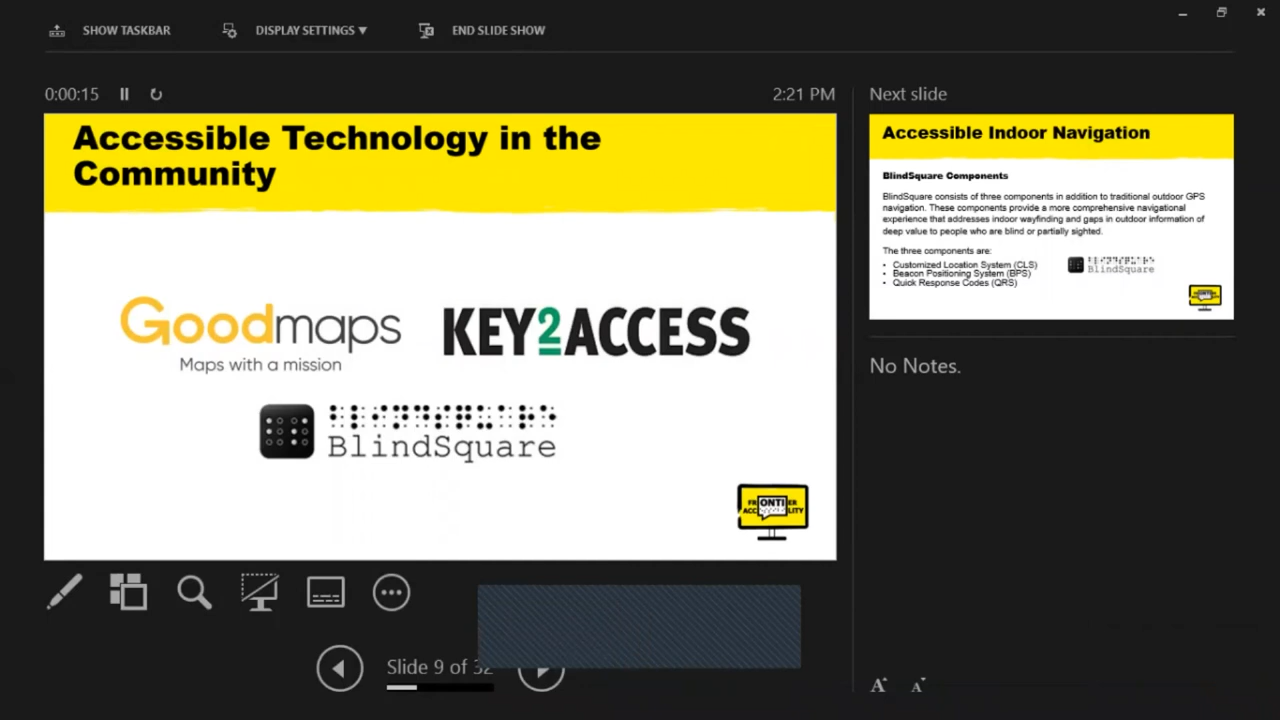 SHOW TASKBAR
DISPLAY SETTINGS
END SLIDE SHOW
0:00:15
2:21 PM
Accessible Technology in the
Community
Goodmaps
Maps with a mission
KEY2ACCESS
BlindSquare
Slide 9 of 32
Next slide
Accessible Indoor Navigation
BlindSquare Components
BlindSquare consists of three components in addition to traditional outdoor GPS
navigation. These components provide a more comprehensive navigational
experience that addresses indoor wayfinding and gaps in outdoor information of
deep value to people who are blind or partially sighted.
The three components are:
• Customized Location System (CLS)
• Beacon Positioning System (BPS)
• Quick Response Codes (QRS)
BlindSquare
No Notes.
A A